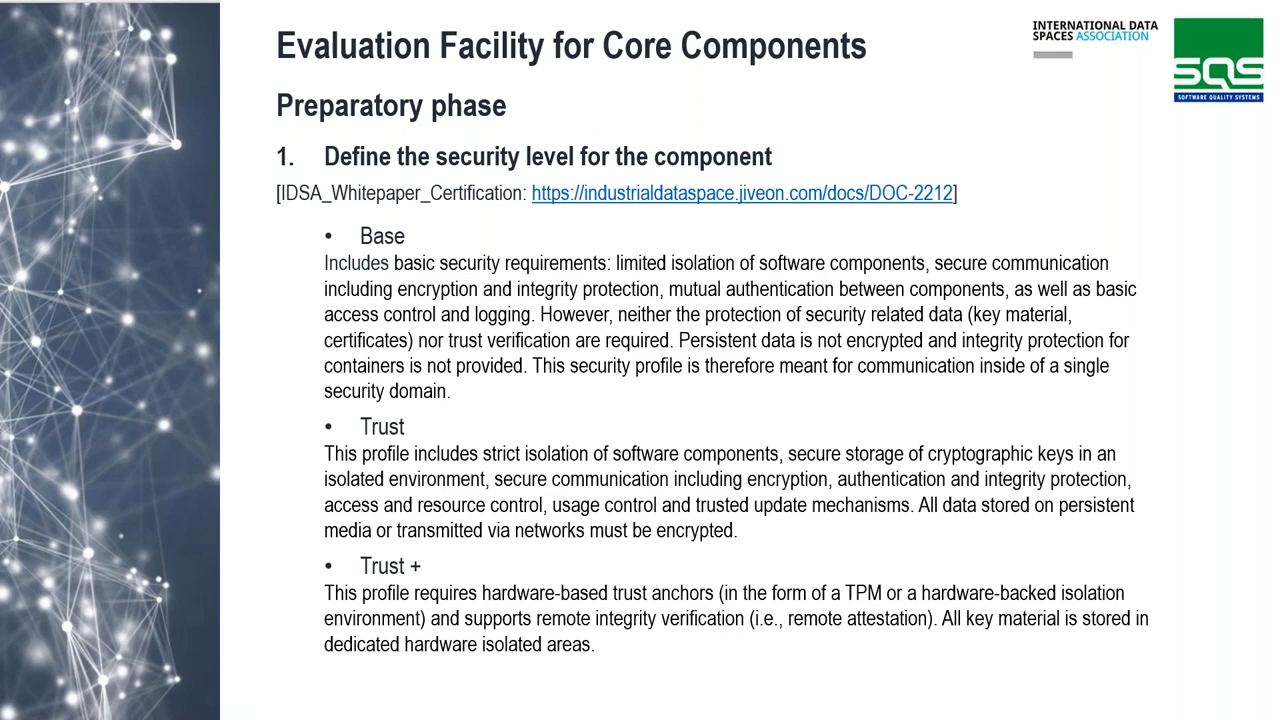 Evaluation Facility for Core Components
INTERNATIONAL DATA
SPACES ASSOCIATION
SQS
SOFTWARE QUALITY SYSTEMS
Preparatory phase
1. Define the security level for the component
[IDSA_Whitepaper_Certification: https://industrialdataspace.jiveon.com/docs/DOC-2212]
• Base
Includes basic security requirements: limited isolation of software components, secure communication
including encryption and integrity protection, mutual authentication between components, as well as basic
access control and logging. However, neither the protection of security related data (key material,
certificates) nor trust verification are required. Persistent data is not encrypted and integrity protection for
containers is not provided. This security profile is therefore meant for communication inside of a single
security domain.
• Trust
This profile includes strict isolation of software components, secure storage of cryptographic keys in an
isolated environment, secure communication including encryption, authentication and integrity protection,
access and resource control, usage control and trusted update mechanisms. All data stored on persistent
media or transmitted via networks must be encrypted.
• Trust +
This profile requires hardware-based trust anchors (in the form of a TPM or a hardware-backed isolation
environment) and supports remote integrity verification (i.e., remote attestation). All key material is stored in
dedicated hardware isolated areas.